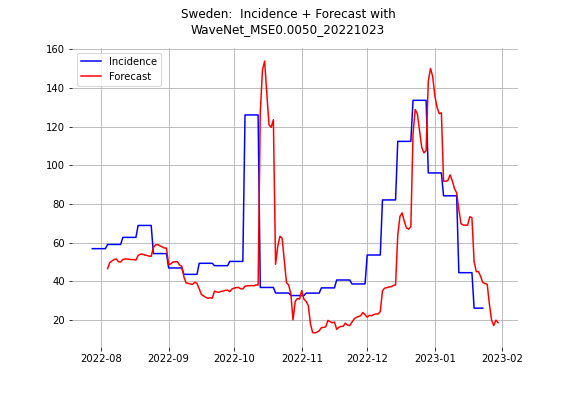 Sweden:  Incidence + Forecast with
WaveNet_MSE0.0050_20221023
Incidence
Forecast
160
140
120
100
80
60
40
20
2022-08 2022-09 2022-10 2022-11 2022-12 2023-01 2023-02